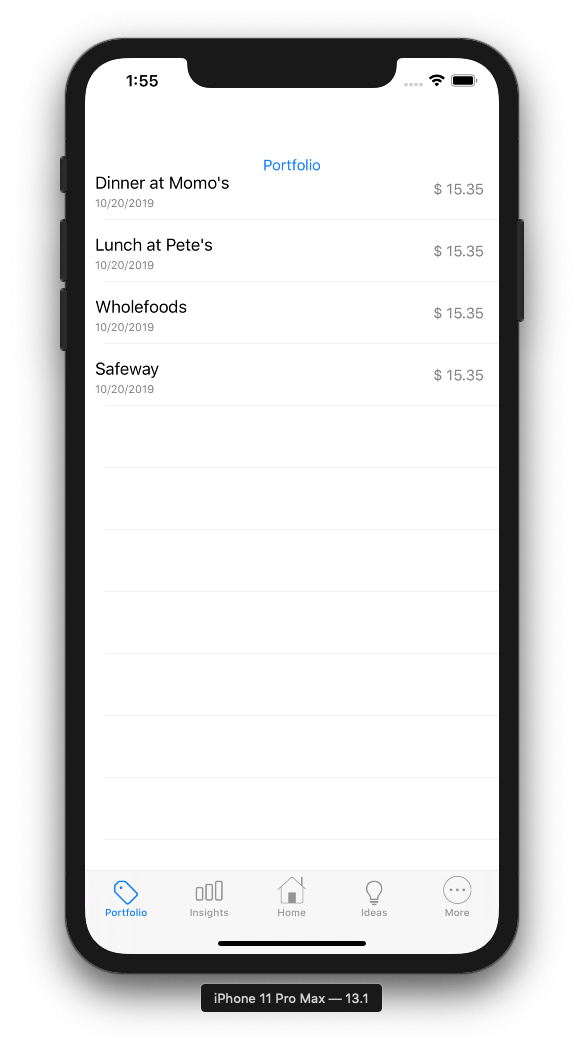 1:55
Portfolio
Dinner at Momo's
$ 15.35
10/20/2019
Lunch at Pete's
$ 15.35
10/20/2019
Wholefoods
$ 15.35
10/20/2019
Safeway
$ 15.35
10/20/2019
Portfolio Insights Home Ideas More
iPhone 11 Pro Max — 13.1